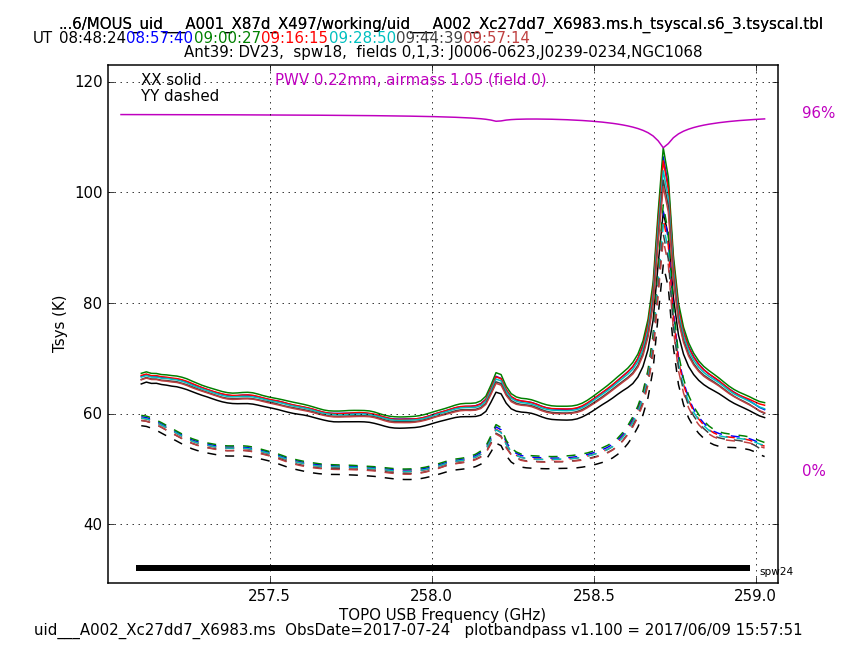 ...6/MOUS_uid___A001_X87d_X497/working/uid___A002_Xc27dd7_X6983.ms.h_tsyscal.s6_3.tsyscal.tbl
UT 08:48:24 08:57:40 09:00:27 09:16:15 09:28:50 09:44:39 09:57:14
Ant39: DV23, spw18, fields 0,1,3: J0006-0623,J0239-0234,NGC1068
XX solid
YY dashed
PWV 0.22mm, airmass 1.05 (field 0)
96%
0%
120
100
80
60
40
Tsys (K)
spw24
257.5 258.0 258.5 259.0
TOPO USB Frequency (GHz)
uid___A002_Xc27dd7_X6983.ms ObsDate=2017-07-24 plotbandpass v1.100 = 2017/06/09 15:57:51